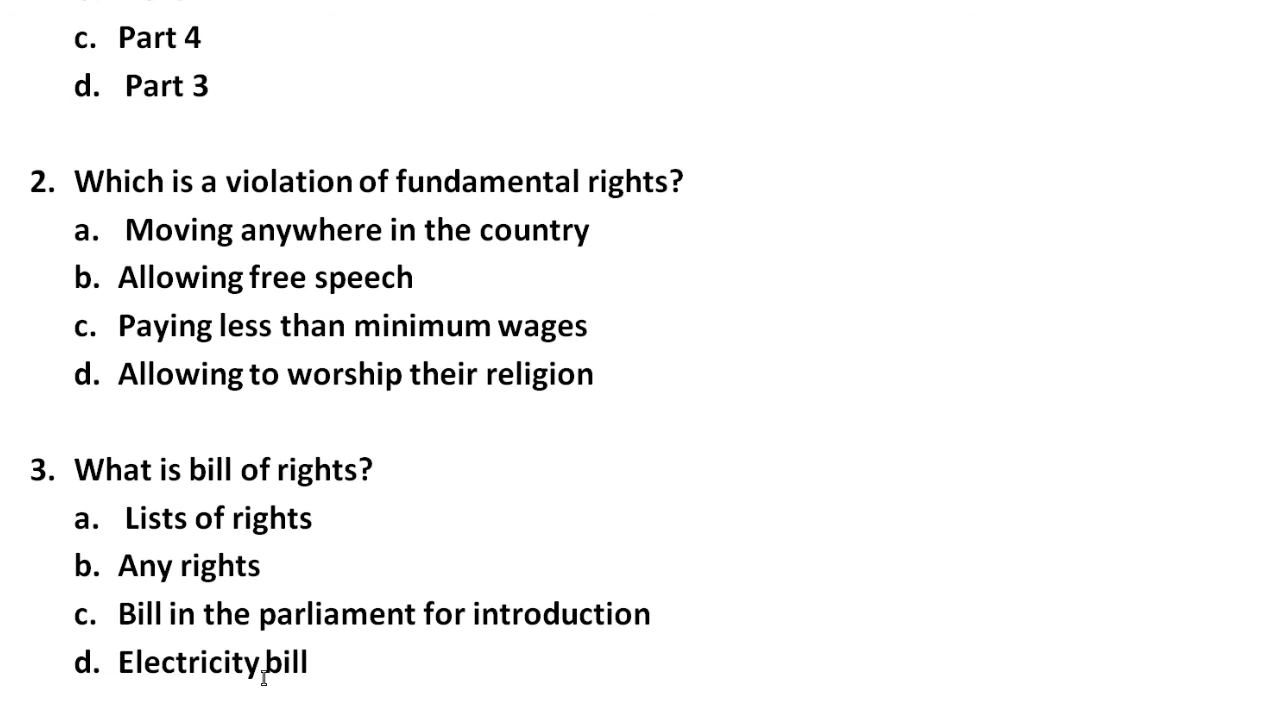 c. Part 4
d. Part 3
2. Which is a violation of fundamental rights?
a. Moving anywhere in the country
b. Allowing free speech
c. Paying less than minimum wages
d. Allowing to worship their religion
3. What is bill of rights?
a. Lists of rights
b. Any rights
c. Bill in the parliament for introduction
d. Electricity bill